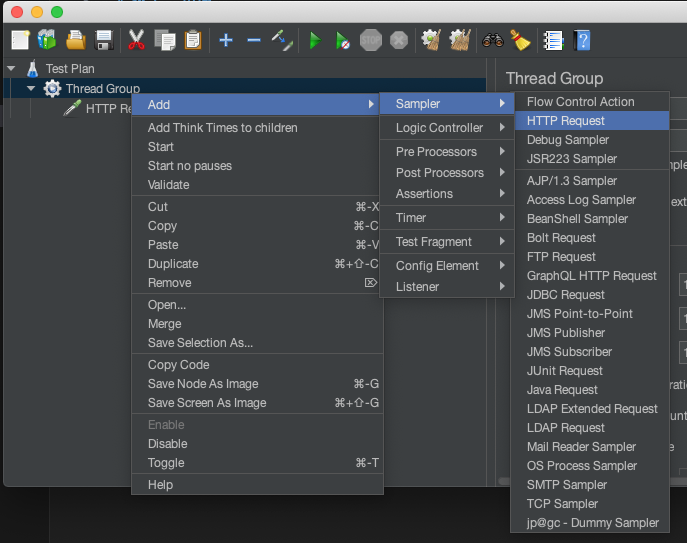 Test Plan
Thread Group
HTTP Re
Thread Group
Add
Add Think Times to children
Start
Start no pauses
Validate
Cut ⌘-X
Copy ⌘-C
Paste ⌘-V
Duplicate ⌘+⇧-C
Remove ⌦
Open...
Merge
Save Selection As...
Copy Code
Save Node As Image ⌘-G
Save Screen As Image ⌘+⇧-G
Enable
Disable
Toggle ⌘-T
Help
Sampler
Logic Controller
Pre Processors
Post Processors
Assertions
Timer
Test Fragment
Config Element
Listener
Flow Control Action
HTTP Request
Debug Sampler
JSR223 Sampler
AJP/1.3 Sampler
Access Log Sampler
BeanShell Sampler
Bolt Request
FTP Request
GraphQL HTTP Request
JDBC Request
JMS Point-to-Point
JMS Publisher
JMS Subscriber
JUnit Request
Java Request
LDAP Extended Request
LDAP Request
Mail Reader Sampler
OS Process Sampler
SMTP Sampler
TCP Sampler
jp@gc - Dummy Sampler